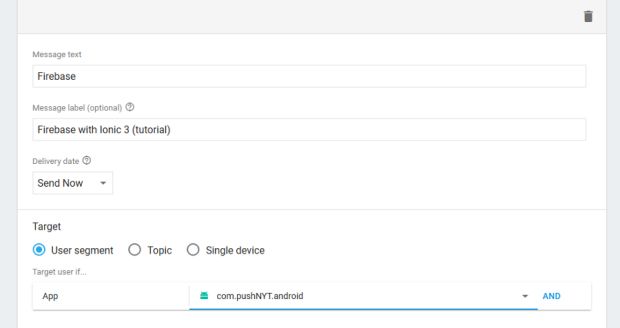 Message text
Firebase
Message label (optional)
Firebase with Ionic 3 (tutorial)
Delivery date
Send Now
Target
User segment Topic Single device
Target user if...
App com.pushNYT.android AND